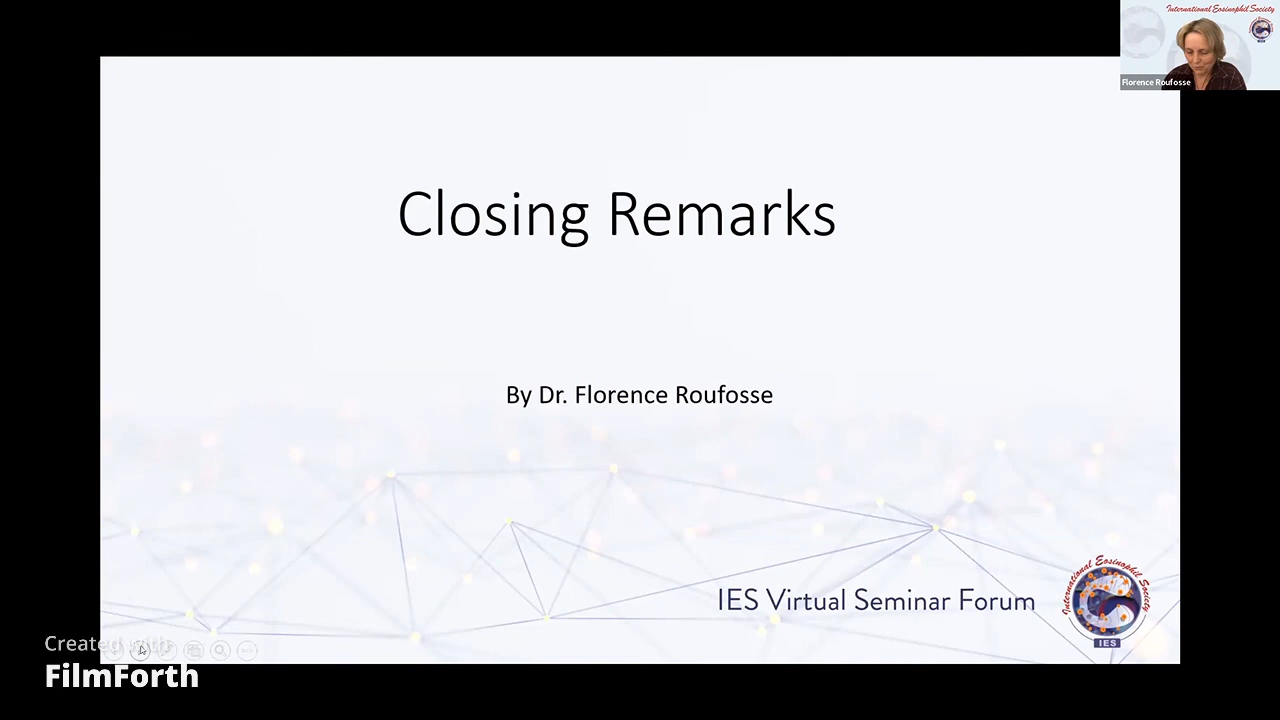 International Eosinophil Society
Florence Roufosse
Closing Remarks
By Dr. Florence Roufosse
IES Virtual Seminar Forum
International Eosinophil Society
IES
Created with
FilmForth